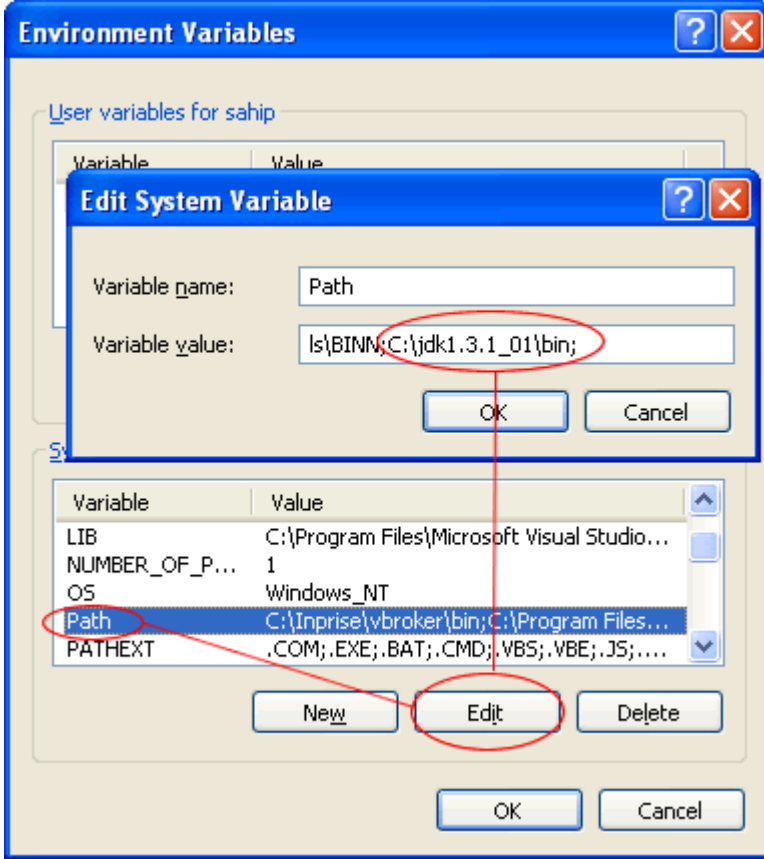 Environment Variables
User variables for sahip
Variable Value
Edit System Variable
Variable name: Path
Variable value: ls\BINN;C:\jdk1.3.1_01\bin;
OK Cancel
Sy
Variable Value
LIB C:\Program Files\Microsoft Visual Studio...
NUMBER_OF_P... 1
OS Windows_NT
Path C:\Inprise\vbroker\bin;C:\Program Files...
PATHEXT .COM;.EXE;.BAT;.CMD;.VBS;.VBE;.JS;....
New Edit Delete
OK Cancel